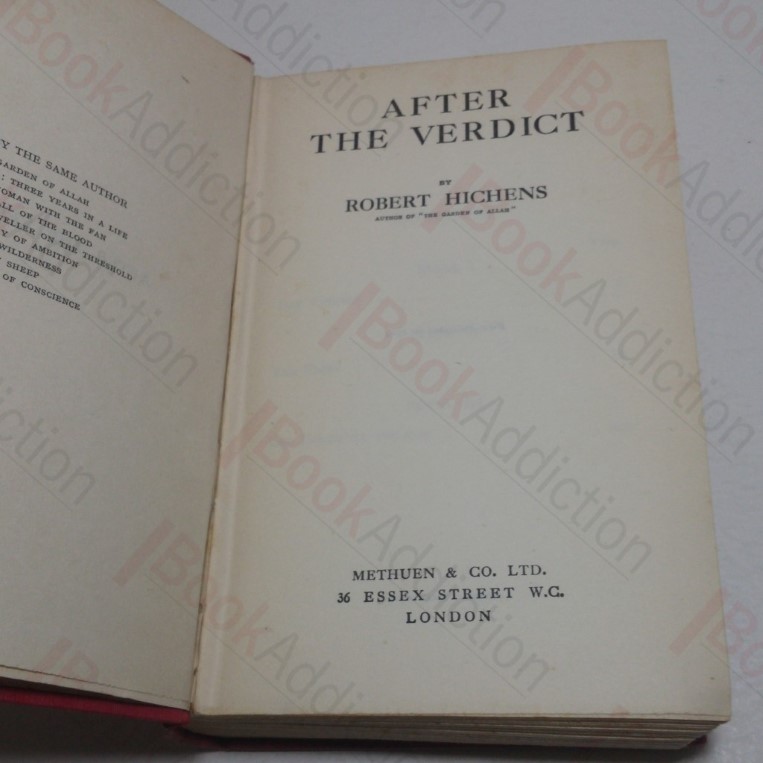 Y THE SAME AUTHOR
GARDEN OF ALLAH
: THREE YEARS IN A LIFE
OMAN WITH THE FAN
ALL OF THE BLOOD
VELLER ON THE THRESHOLD
Y OF AMBITION
WILDERNESS
SHEEP
OF CONSCIENCE
AFTER
THE VERDICT
BY
ROBERT HICHENS
AUTHOR OF "THE GARDEN OF ALLAH"
METHUEN & CO. LTD.
36 ESSEX STREET W.C.
LONDON
BookAddiction